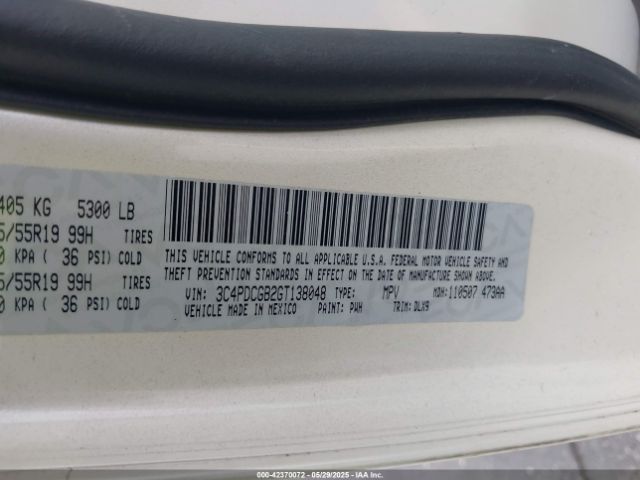 405 KG 5300 LB
/55R19 99H TIRES
KPA ( 36 PSI) COLD
/55R19 99H TIRES
KPA ( 36 PSI) COLD
THIS VEHICLE CONFORMS TO ALL APPLICABLE U.S.A. FEDERAL MOTOR VEHICLE SAFETY AND
THEFT PREVENTION STANDARDS IN EFFECT ON THE DATE OF MANUFACTURE SHOWN ABOVE.
VIN: 3C4PDCGB2GT138048 TYPE: MPV MDH: 110507 473AA
VEHICLE MADE IN MEXICO PAINT: PWH TRIM: DLX9
000-42370072 - 05/29/2025 - IAA, Inc.